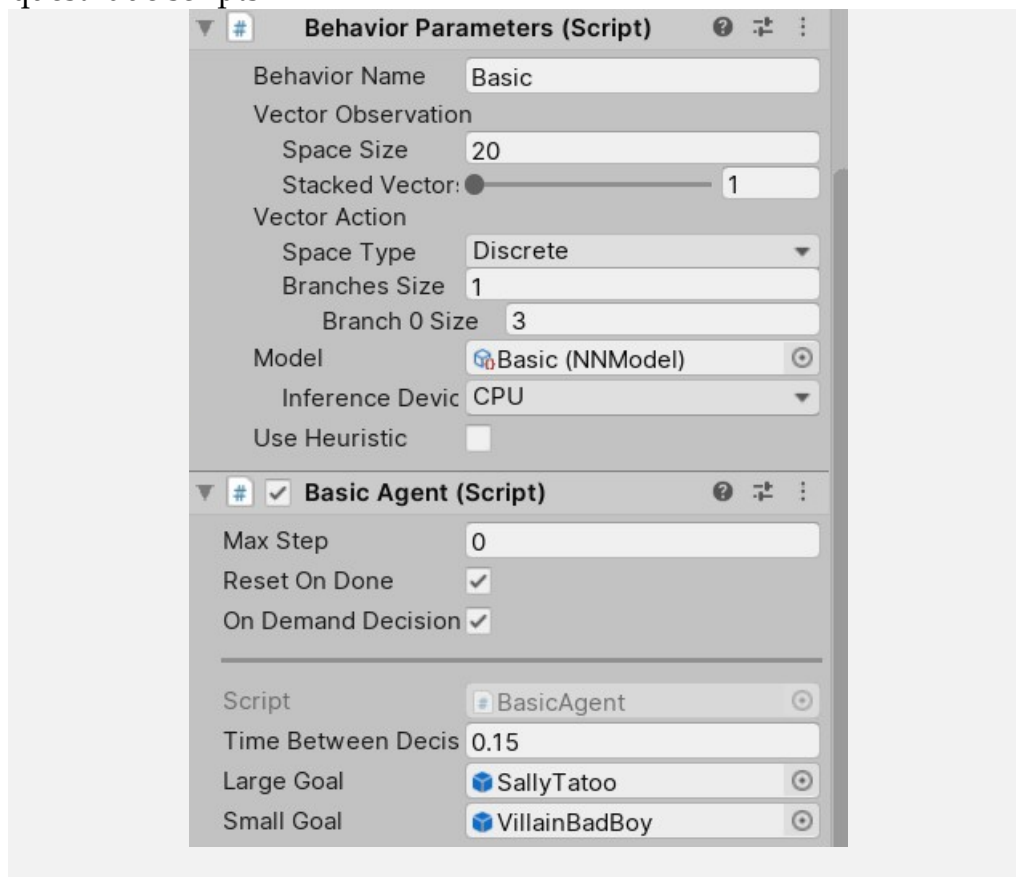 Behavior Parameters (Script)
Behavior Name Basic
Vector Observation
Space Size 20
Stacked Vector 1
Vector Action
Space Type Discrete
Branches Size 1
Branch 0 Size 3
Model Basic (NNModel)
Inference Devic CPU
Use Heuristic
Basic Agent (Script)
Max Step 0
Reset On Done
On Demand Decision
Script BasicAgent
Time Between Decis 0.15
Large Goal SallyTatoo
Small Goal VillainBadBoy